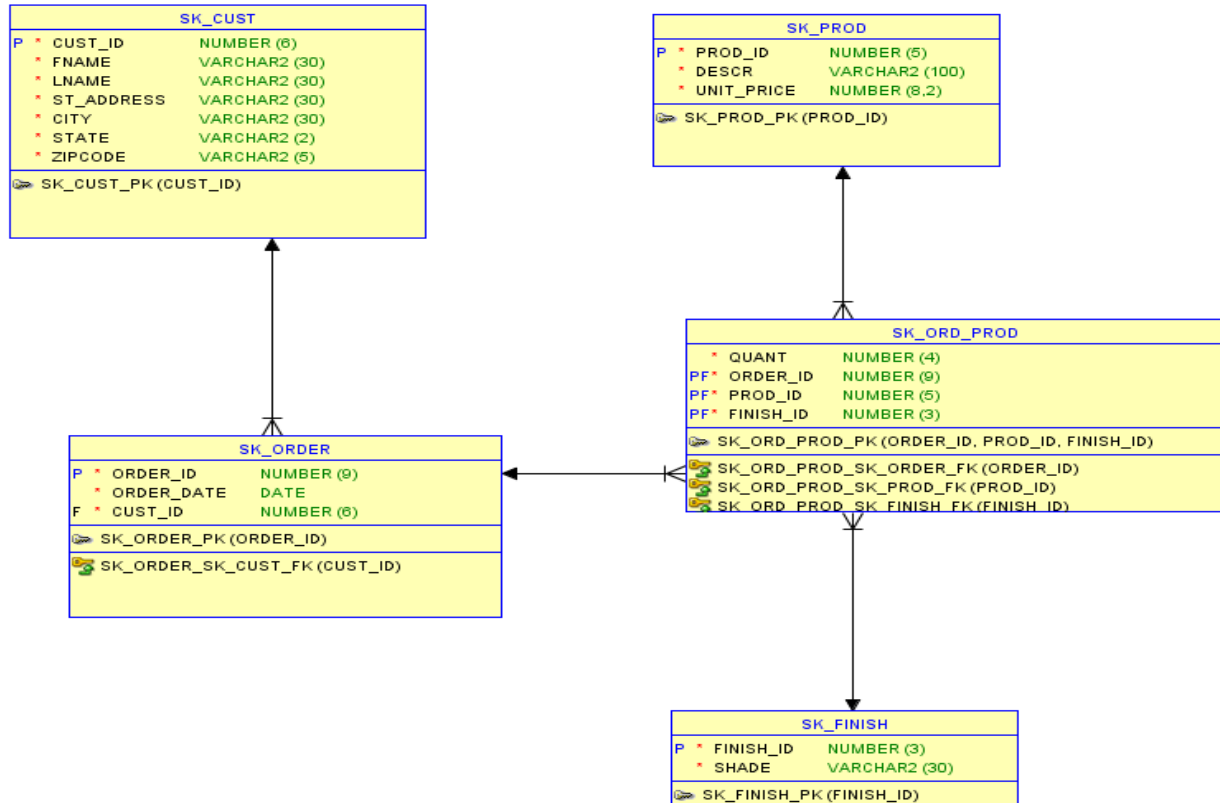 SK_CUST
P * CUST_ID NUMBER (6)
* FNAME VARCHAR2 (30)
* LNAME VARCHAR2 (30)
* ST_ADDRESS VARCHAR2 (30)
* CITY VARCHAR2 (30)
* STATE VARCHAR2 (2)
* ZIPCODE VARCHAR2 (5)
SK_CUST_PK (CUST_ID)
SK_PROD
P * PROD_ID NUMBER (5)
* DESCR VARCHAR2 (100)
* UNIT_PRICE NUMBER (8,2)
SK_PROD_PK (PROD_ID)
SK_ORD_PROD
* QUANT NUMBER (4)
PF* ORDER_ID NUMBER (9)
PF* PROD_ID NUMBER (5)
PF* FINISH_ID NUMBER (3)
SK_ORD_PROD_PK (ORDER_ID, PROD_ID, FINISH_ID)
SK_ORD_PROD_SK_ORDER_FK (ORDER_ID)
SK_ORD_PROD_SK_PROD_FK (PROD_ID)
SK_ORD_PROD_SK_FINISH_FK (FINISH_ID)
SK_ORDER
P * ORDER_ID NUMBER (9)
* ORDER_DATE DATE
F * CUST_ID NUMBER (6)
SK_ORDER_PK (ORDER_ID)
SK_ORDER_SK_CUST_FK (CUST_ID)
SK_FINISH
P * FINISH_ID NUMBER (3)
* SHADE VARCHAR2 (30)
SK_FINISH_PK (FINISH_ID)